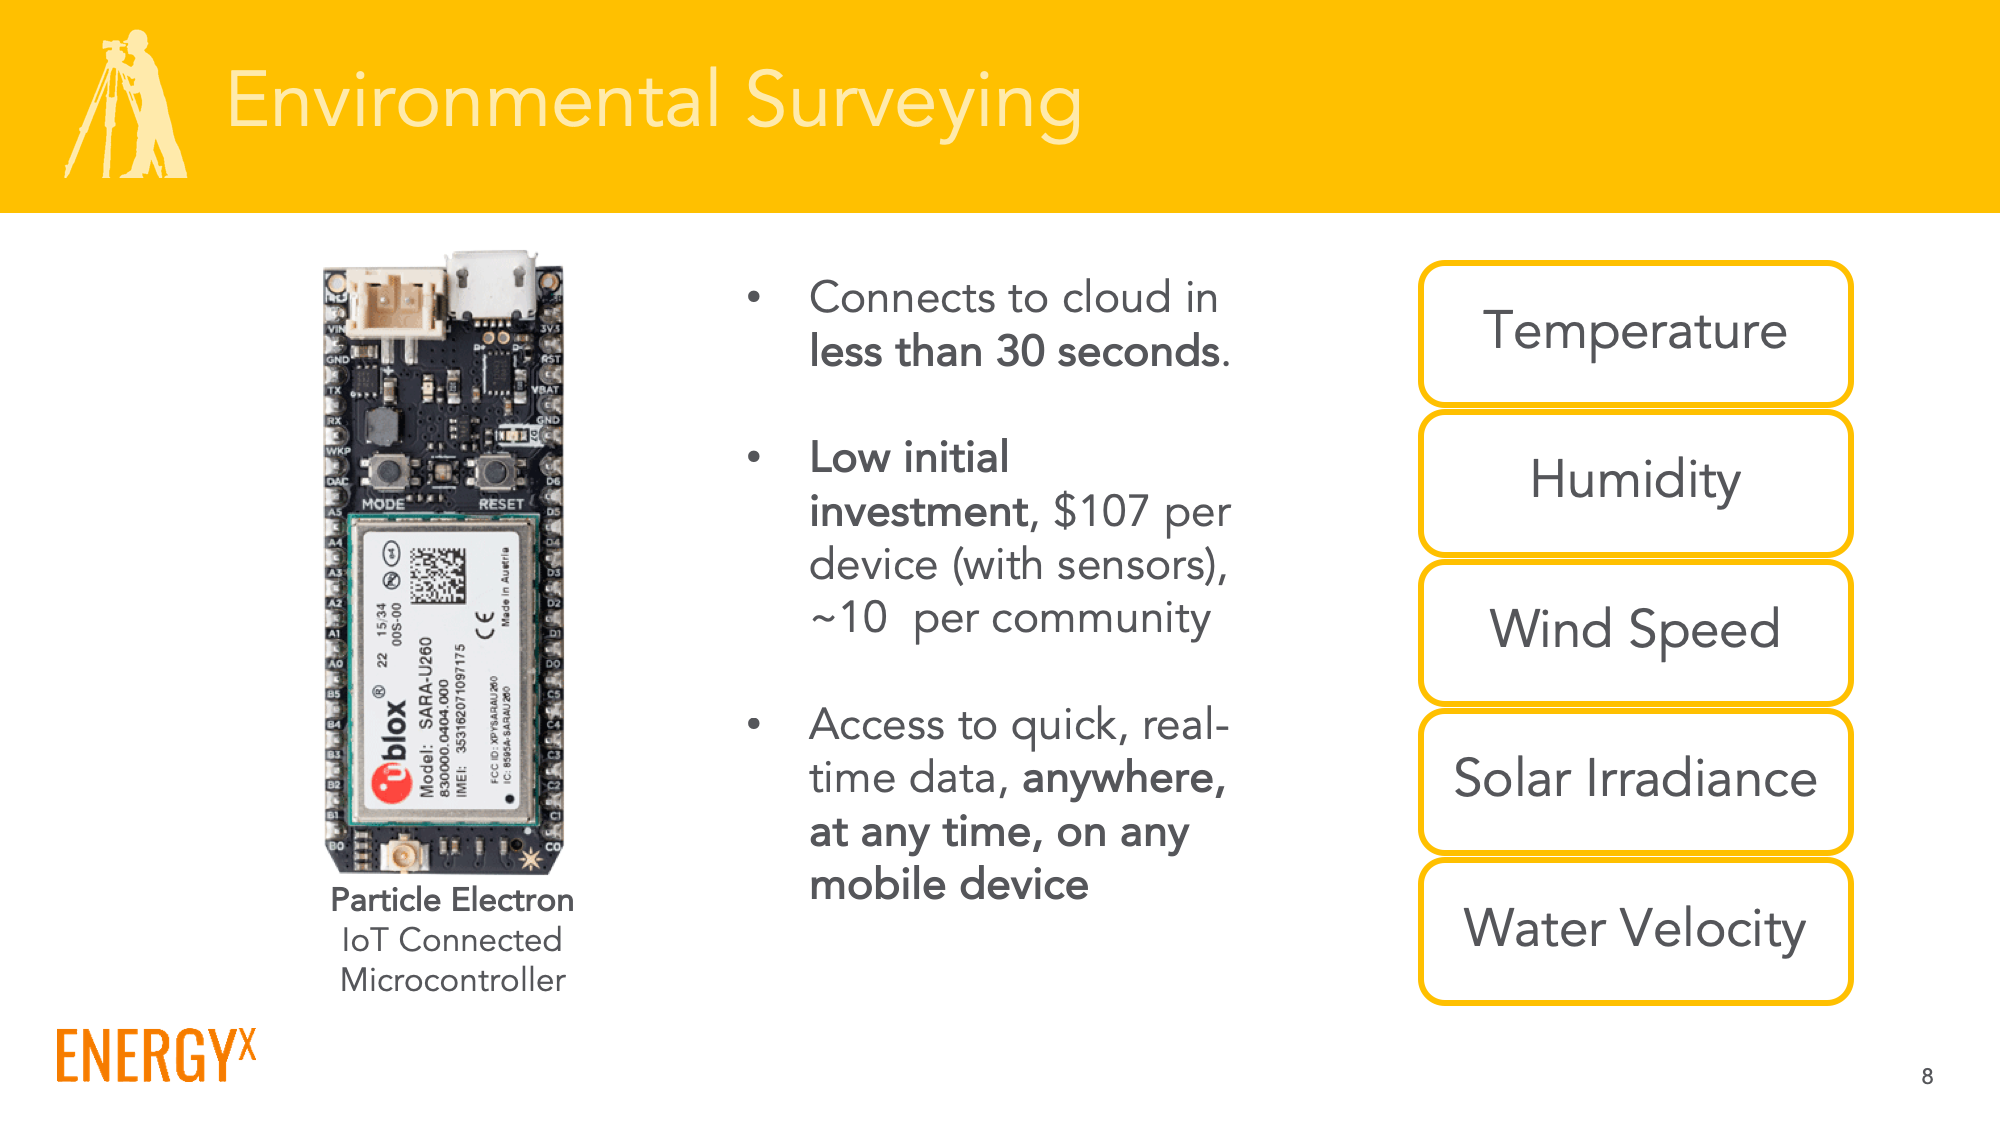 Environmental Surveying
VIN
GND
TX
RX
WKP
DAC
A5
A4
A3
A2
A1
A0
B5
B4
B3
B2
B1
B0
3V3
RST
VBAT
GND
D6
D5
D4
D3
D2
D1
D0
C5
C4
C3
C1
C0
MODE
RESET
ublox ® 22 15/34
00S-00
Model: SARA-U260
830000.0404.000
IMEI: 353162071097175
CE
Made in Austria
FCC ID: XPYSARAU260
IC: 8595A-SARAU260
Particle Electron
IoT Connected
Microcontroller
• Connects to cloud in
less than 30 seconds.
• Low initial
investment, $107 per
device (with sensors),
~10 per community
• Access to quick, real-
time data, anywhere,
at any time, on any
mobile device
Temperature
Humidity
Wind Speed
Solar Irradiance
Water Velocity
ENERGYX
8